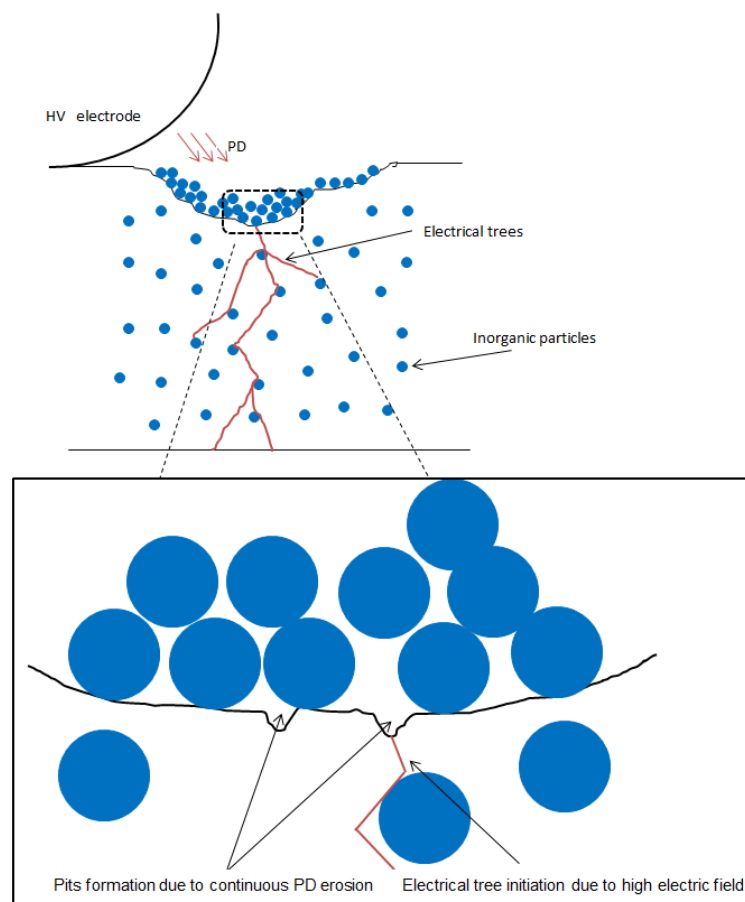 HV electrode
PD
Electrical trees
Inorganic particles
Pits formation due to continuous PD erosion
Electrical tree initiation due to high electric field